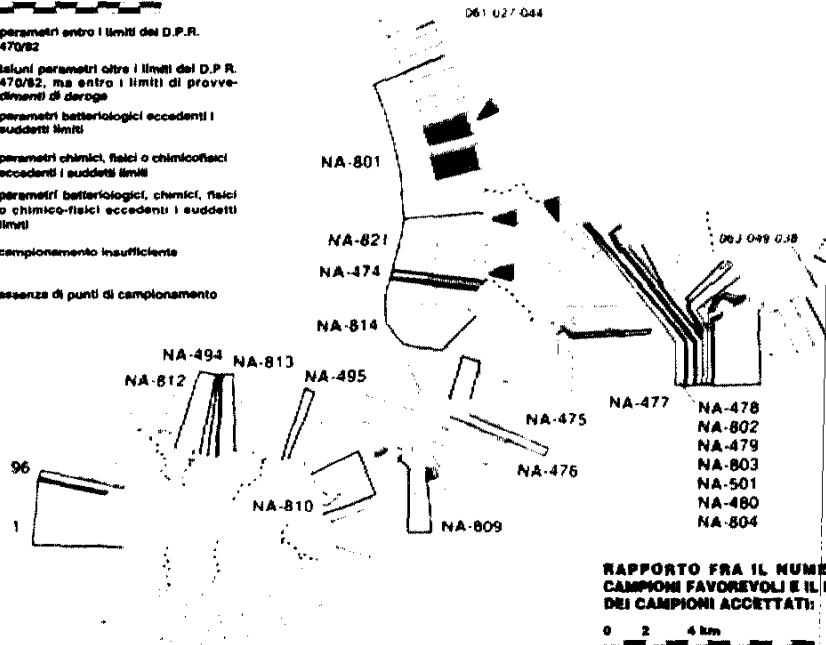 parametri entro i limiti del D.P.R.
470/82
parametri oltre i limiti del D.P.R.
470/82, ma entro i limiti di provve-
dimenti di deroga
parametri batteriologici eccedenti i
suddetti limiti
parametri chimici, fisici o chimicofisici
eccedenti i suddetti limiti
parametri batteriologici, chimici, fisici
o chimico-fisici eccedenti i suddetti
limiti
campionamento insufficiente
assenza di punti di campionamento
061 027 044
NA-801
NA-821
NA-474
NA-814
063 049 038
NA-494
NA-813
NA-812
NA-495
NA-475
NA-476
NA-477
NA-478
NA-802
NA-479
NA-803
NA-501
NA-480
NA-804
96
1
NA-810
NA-809
RAPPORTO FRA IL NUME
CAMPIONI FAVOREVOLI E IL
DEI CAMPIONI ACCETTATI:
0 2 4 km